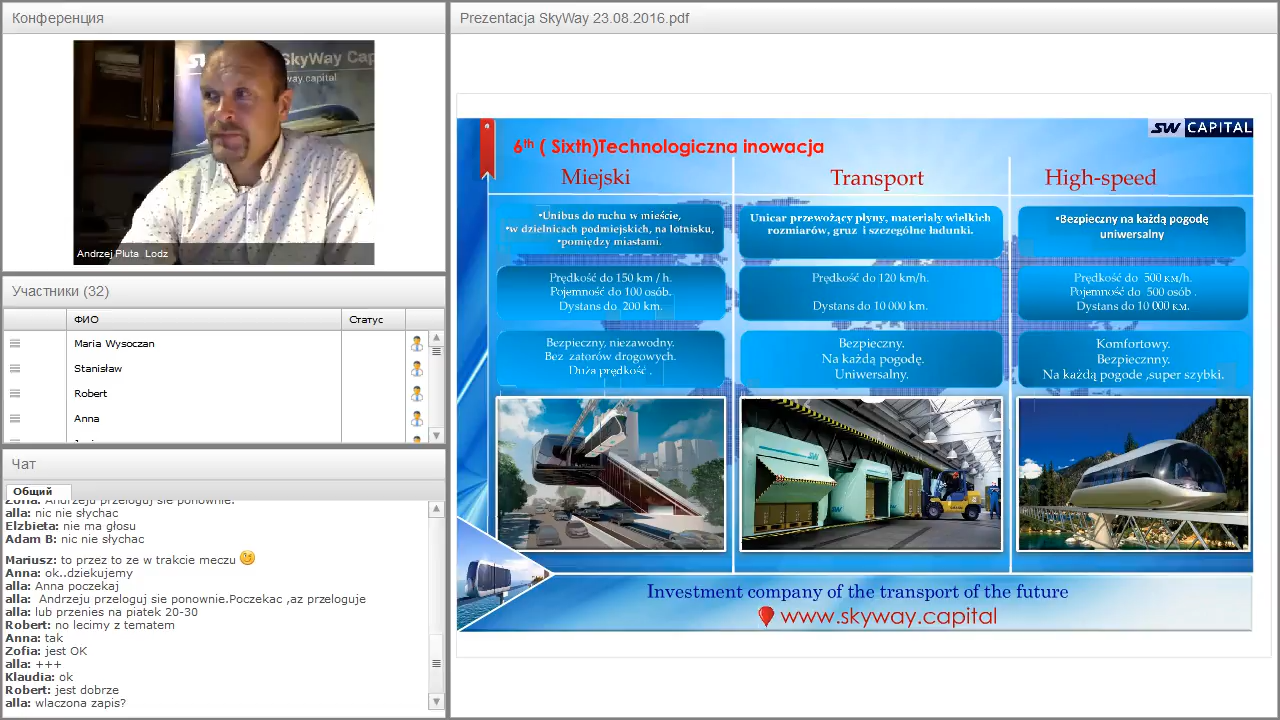 Конференция
SkyWay Cap
way.capital
Andrzej Pluta Lodz
Участники (32)
ФИО
Статус
Maria Wysoczan
Stanisław
Robert
Anna
Чат
Общий
Zofia: Andrzeju przeloguj sie ponownie.
alla: nic nie słychac
Elzbieta: nie ma głosu
Adam B: nic nie słychac
Mariusz: to przez to ze w trakcie meczu
Anna: ok..dziekujemy
alla: Anna poczekaj
alla: Andrzeju przeloguj sie ponownie.Poczekac ,az przeloguje
alla: lub przenies na piatek 20-30
Robert: no lecimy z tematem
Anna: tak
Zofia: jest OK
alla: +++
Klaudia: ok
Robert: jest dobrze
alla: wlaczona zapis?
Prezentacja SkyWay 23.08.2016.pdf
SW CAPITAL
6th ( Sixth)Technologiczna inowacja
Miejski
•Unibus do ruchu w mieście,
•w dzielnicach podmiejskich, na lotnisku,
•pomiędzy miastami.
Prędkość do 150 km / h.
Pojemność do 100 osób.
Dystans do 200 km.
Bezpieczny, niezawodny.
Bez zatorów drogowych.
Duża prędkość .
Transport
Unicar przewożący płyny, materiały wielkich
rozmiarów, gruz i szczególne ładunki.
Prędkość do 120 km/h.
Dystans do 10 000 km.
Bezpieczny.
Na każdą pogodę.
Uniwersalny.
High-speed
•Bezpieczny na każdą pogodę
uniwersalny
Prędkość do 500 км/h.
Pojemność do 500 osób .
Dystans do 10 000 км.
Komfortowy.
Bezpiecznny.
Na każdą pogode ,super szybki.
Investment company of the transport of the future
www.skyway.capital